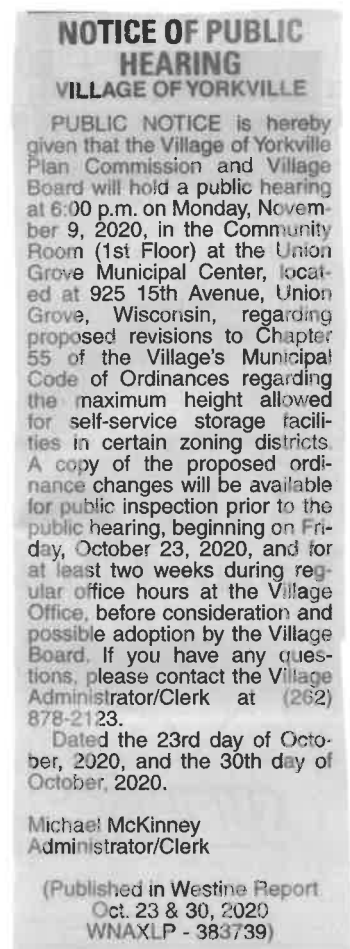 NOTICE OF PUBLIC
HEARING
VILLAGE OF YORKVILLE
PUBLIC NOTICE is hereby
given that the Village of Yorkville
Plan Commission and Village
Board will hold a public hearing
at 6:00 p.m. on Monday, Novem-
ber 9, 2020, in the Community
Room (1st Floor) at the Union
Grove Municipal Center, locat-
ed at 925 15th Avenue, Union
Grove, Wisconsin, regarding
proposed revisions to Chapter
55 of the Village's Municipal
Code of Ordinances regarding
the maximum height allowed
for self-service storage facili-
ties in certain zoning districts.
A copy of the proposed ordi-
nance changes will be available
for public inspection prior to the
public hearing, beginning on Fri-
day, October 23, 2020, and for
at least two weeks during reg-
ular office hours at the Village
Office, before consideration and
possible adoption by the Village
Board. If you have any ques-
tions, please contact the Village
Administrator/Clerk at (262)
878-2123.
Dated the 23rd day of Octo-
ber, 2020, and the 30th day of
October, 2020.
Michael McKinney
Administrator/Clerk
(Published in Westine Report
Oct. 23 & 30, 2020
WNAXLP - 383739)